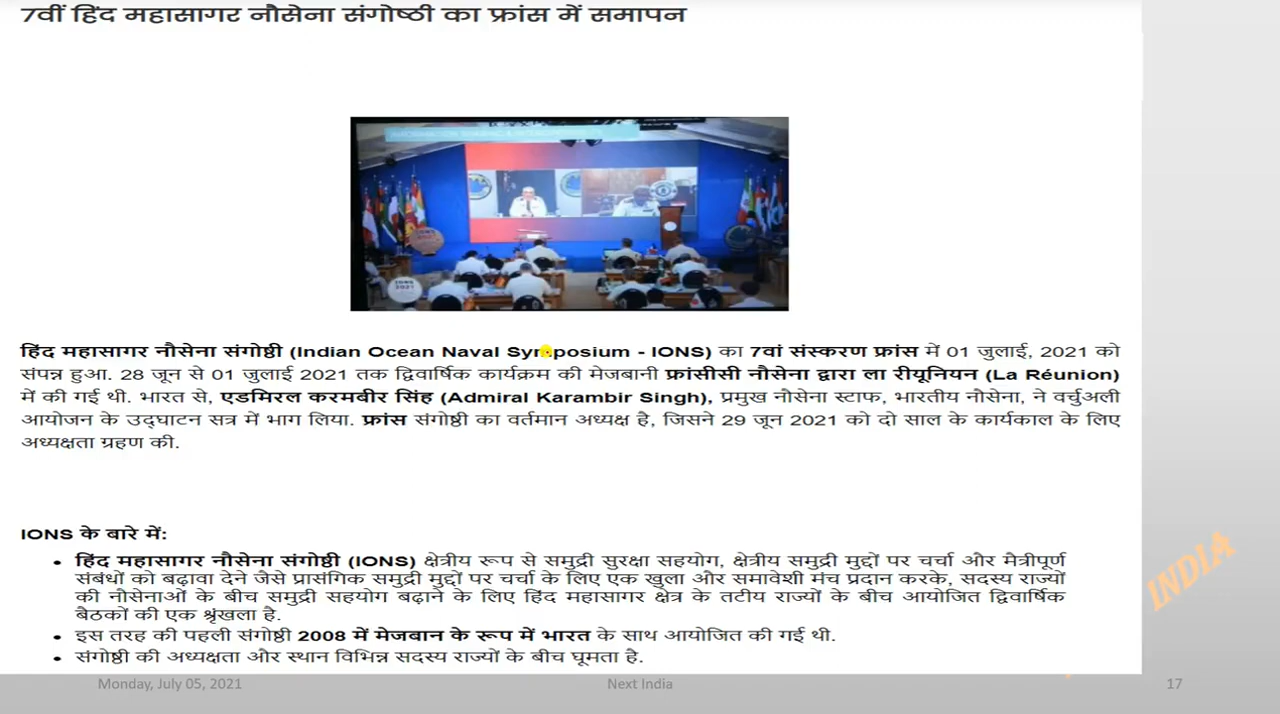 7वीं हिंद महासागर नौसेना संगोष्ठी का फ्रांस में समापन
IONS
2021
हिंद महासागर नौसेना संगोष्ठी (Indian Ocean Naval Symposium - IONS) का 7वां संस्करण फ्रांस में 01 जुलाई, 2021 को
संपन्न हुआ. 28 जून से 01 जुलाई 2021 तक द्विवार्षिक कार्यक्रम की मेजबानी फ्रांसीसी नौसेना द्वारा ला रीयूनियन (La Réunion)
में की गई थी. भारत से, एडमिरल करमबीर सिंह (Admiral Karambir Singh), प्रमुख नौसेना स्टाफ, भारतीय नौसेना, ने वर्चुअली
आयोजन के उद्घाटन सत्र में भाग लिया. फ्रांस संगोष्ठी का वर्तमान अध्यक्ष है, जिसने 29 जून 2021 को दो साल के कार्यकाल के लिए
अध्यक्षता ग्रहण की.
IONS के बारे में:
• हिंद महासागर नौसेना संगोष्ठी (IONS) क्षेत्रीय रूप से समुद्री सुरक्षा सहयोग, क्षेत्रीय समुद्री मुद्दों पर चर्चा और मैत्रीपूर्ण
संबंधों को बढ़ावा देने जैसे प्रासंगिक समुद्री मुद्दों पर चर्चा के लिए एक खुला और समावेशी मंच प्रदान करके, सदस्य राज्यों
की नौसेनाओं के बीच समुद्री सहयोग बढ़ाने के लिए हिंद महासागर क्षेत्र के तटीय राज्यों के बीच आयोजित द्विवार्षिक
बैठकों की एक श्रृंखला है.
• इस तरह की पहली संगोष्ठी 2008 में मेजबान के रूप में भारत के साथ आयोजित की गई थी.
• संगोष्ठी की अध्यक्षता और स्थान विभिन्न सदस्य राज्यों के बीच घूमता है.
INDIA
Monday, July 05, 2021
Next India
17